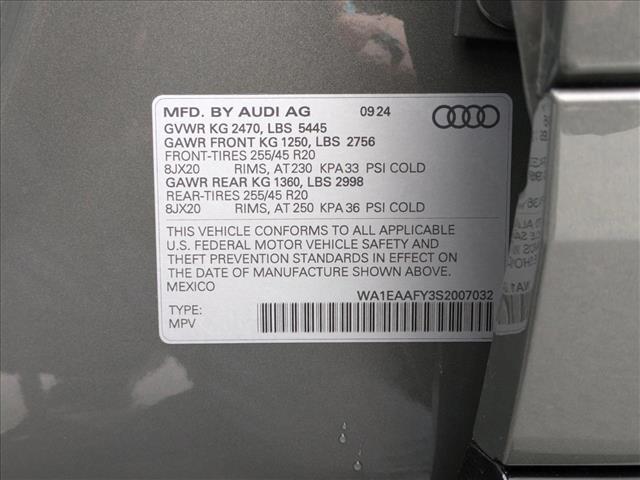 MFD. BY AUDI AG 09 24
GVWR KG 2470, LBS 5445
GAWR FRONT KG 1250, LBS 2756
FRONT-TIRES 255/45 R20
8JX20 RIMS, AT 230 KPA 33 PSI COLD
GAWR REAR KG 1360, LBS 2998
REAR-TIRES 255/45 R20
8JX20 RIMS, AT 250 KPA 36 PSI COLD
THIS VEHICLE CONFORMS TO ALL APPLICABLE
U.S. FEDERAL MOTOR VEHICLE SAFETY AND
THEFT PREVENTION STANDARDS IN EFFECT ON
THE DATE OF MANUFACTURE SHOWN ABOVE.
MEXICO
WA1EAAFY3S2007032
TYPE:
MPV